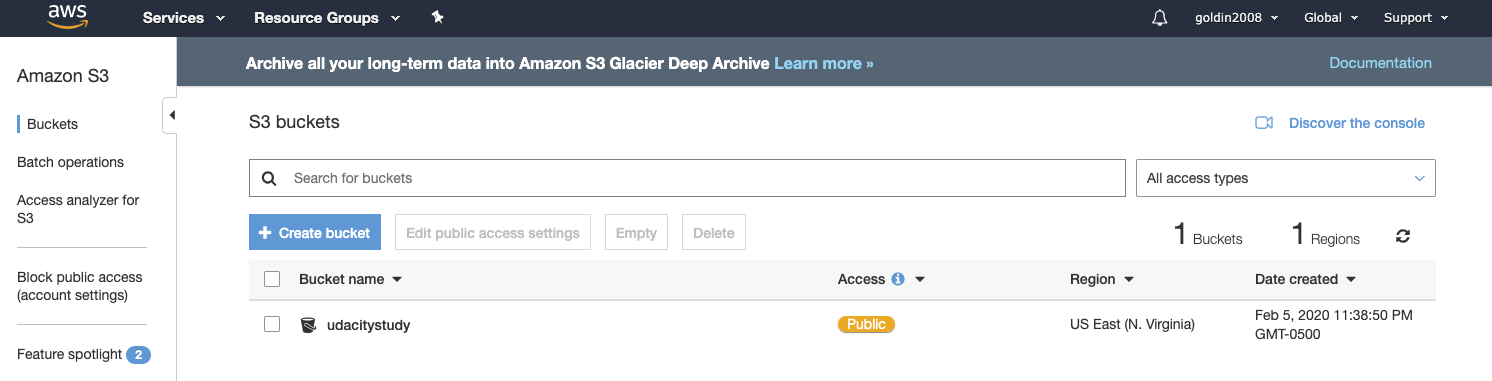 aws Services Resource Groups goldin2008 Global Support
Amazon S3
Buckets
Batch operations
Access analyzer for
S3
Block public access
(account settings)
Feature spotlight 2
Archive all your long-term data into Amazon S3 Glacier Deep Archive Learn more » Documentation
S3 buckets Discover the console
Search for buckets All access types
+ Create bucket Edit public access settings Empty Delete 1 Buckets 1 Regions
Bucket name Access Region Date created
udacitystudy Public US East (N. Virginia) Feb 5, 2020 11:38:50 PM
GMT-0500